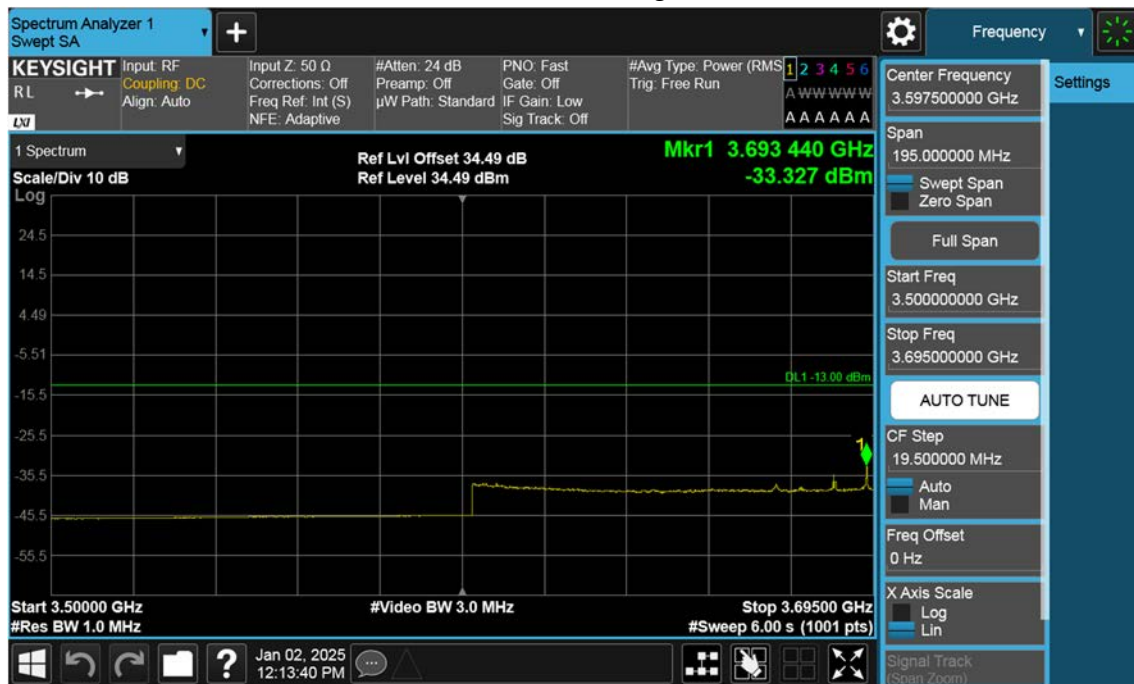 Spectrum Analyzer 1
Swept SA
+
Frequency
KEYSIGHT
RL
LXI
Input: RF
Coupling: DC
Align: Auto
Input Z: 50 Ω
Corrections: Off
Freq Ref: Int (S)
NFE: Adaptive
#Atten: 24 dB
Preamp: Off
µW Path: Standard
PNO: Fast
Gate: Off
IF Gain: Low
Sig Track: Off
#Avg Type: Power (RMS
Trig: Free Run
1 2 3 4 5 6
A W W W W W
A A A A A A
1 Spectrum
Scale/Div 10 dB
Ref Lvl Offset 34.49 dB
Ref Level 34.49 dBm
Mkr1 3.693 440 GHz
-33.327 dBm
Log
24.5
14.5
4.49
-5.51
DL1 -13.00 dBm
-15.5
-25.5
1
-35.5
-45.5
-55.5
Start 3.50000 GHz
#Video BW 3.0 MHz
Stop 3.69500 GHz
#Res BW 1.0 MHz
#Sweep 6.00 s (1001 pts)
Jan 02, 2025
12:13:40 PM
?
Settings
Center Frequency
3.597500000 GHz
Span
195.000000 MHz
Swept Span
Zero Span
Full Span
Start Freq
3.500000000 GHz
Stop Freq
3.695000000 GHz
AUTO TUNE
CF Step
19.500000 MHz
Auto
Man
Freq Offset
0 Hz
X Axis Scale
Log
Lin
Signal Track
(Span Zoom)